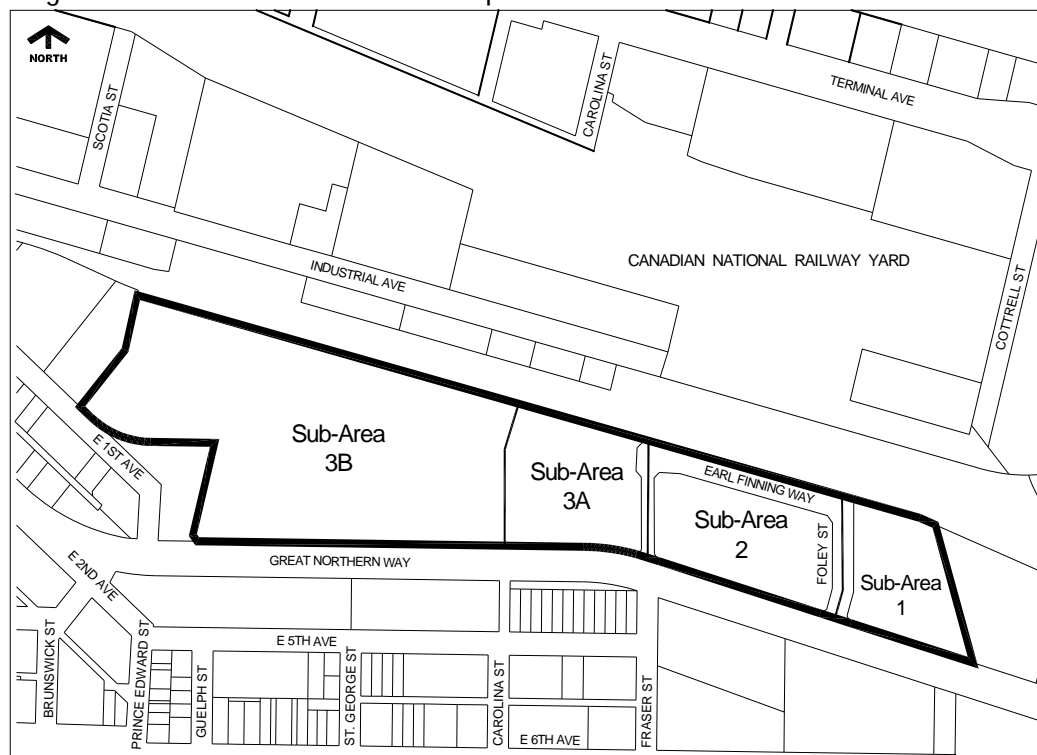 NORTH
SCOTIA ST
CAROLINA ST
TERMINAL AVE
CANADIAN NATIONAL RAILWAY YARD
INDUSTRIAL AVE
COTTRELL ST
Sub-Area
3B
E 1ST AVE
Sub-Area
3A
EARL FINNING WAY
Sub-Area
2
FOLEY ST
Sub-Area
1
GREAT NORTHERN WAY
E 2ND AVE
BRUNSWICK ST
PRINCE EDWARD ST
GUELPH ST
E 5TH AVE
ST. GEORGE ST
CAROLINA ST
E 6TH AVE
FRASER ST